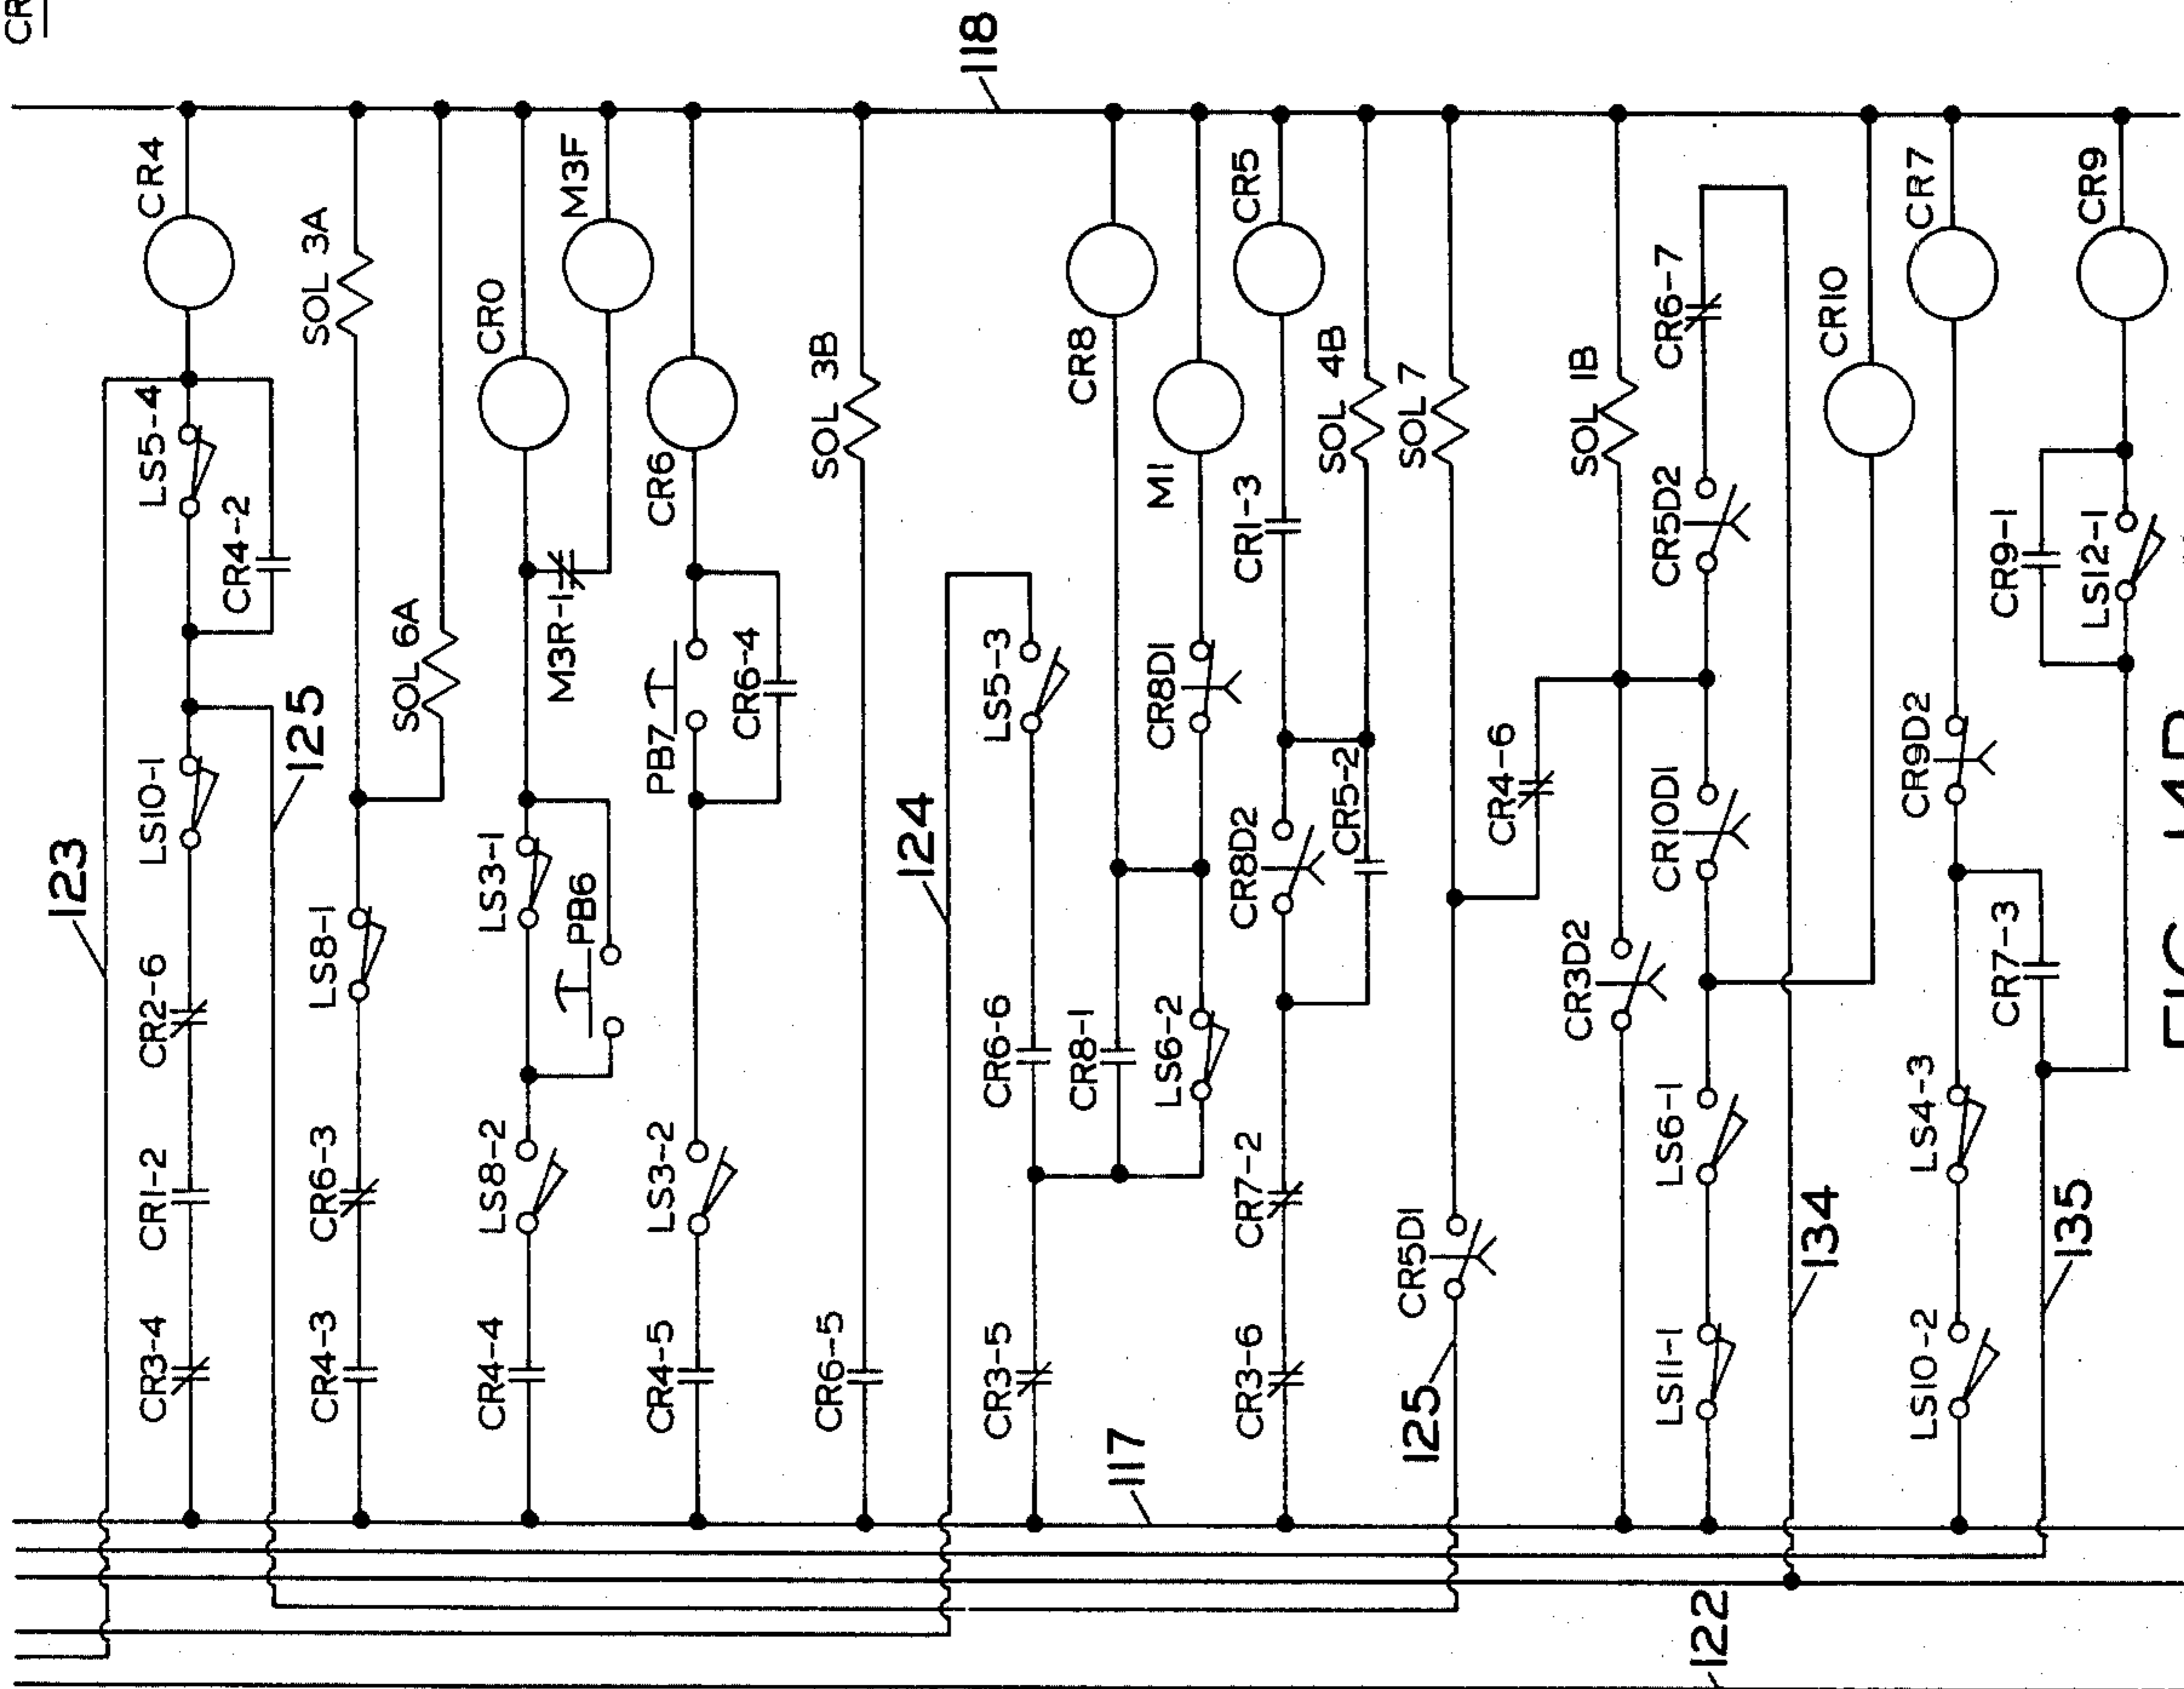 CR
123
CR3-4
CR1-2
CR2-6
LS10-1
LS5-4
CR4
CR4-2
125
CR4-3
CR6-3
LS8-1
SOL 3A
SOL 6A
CR4-4
LS8-2
LS3-1
PB6
CR0
M3R-1
M3F
CR4-5
LS3-2
PB7
CR6-4
CR6
CR6-5
SOL 3B
118
124
CR3-5
CR6-6
LS5-3
CR8-1
CR8
LS6-2
CR8D1
M1
117
CR3-6
CR7-2
CR8D2
CR1-3
CR5
CR5-2
SOL 4B
125
CR5D1
SOL 7
CR4-6
CR3D2
SOL 1B
LS11-1
LS6-1
CR10D1
CR5D2
CR6-7
134
CR10
122
LS10-2
LS4-3
CR9D2
CR7
CR7-3
135
CR9-1
LS12-1
CR9